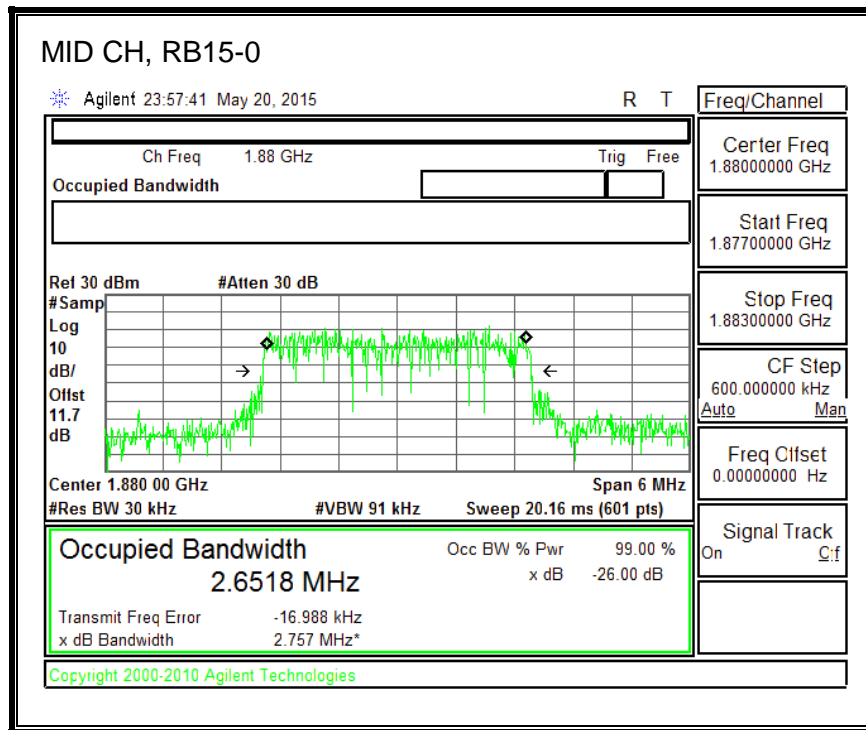 MID CH, RB15-0
Agilent 23:57:41 May 20, 2015 R T
Freq/Channel
Ch Freq 1.88 GHz Trig Free
Occupied Bandwidth
Center Freq
1.88000000 GHz
Start Freq
1.87700000 GHz
Stop Freq
1.88300000 GHz
CF Step
600.000000 kHz
Auto Man
Freq Offset
0.00000000 Hz
Signal Track
On Off
Ref 30 dBm #Atten 30 dB
#Samp
Log
10
dB/
Offst
11.7
dB
Center 1.880 00 GHz Span 6 MHz
#Res BW 30 kHz #VBW 91 kHz Sweep 20.16 ms (601 pts)
Occupied Bandwidth Occ BW % Pwr 99.00 %
2.6518 MHz x dB -26.00 dB
Transmit Freq Error -16.988 kHz
x dB Bandwidth 2.757 MHz*
Copyright 2000-2010 Agilent Technologies